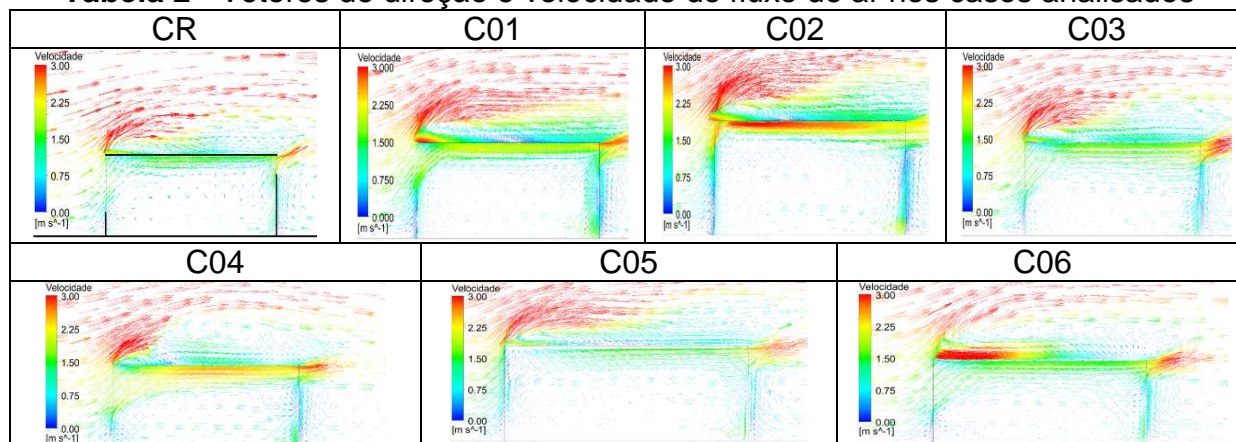 Tabela 2 – Vetores de direção e velocidade do fluxo de ar nos casos analisados
CR
C01
C02
C03
Velocidade
3.00
2.25
1.50
0.75
0.00
[m s^-1]
Velocidade
3.000
2.250
1.500
0.750
0.000
[m s^-1]
Velocidade
3.00
2.25
1.50
0.75
0.00
[m s^-1]
Velocidade
3.00
2.25
1.50
0.75
0.00
[m s^-1]
C04
C05
C06
Velocidade
3.00
2.25
1.50
0.75
0.00
[m s^-1]
Velocidade
3.00
2.25
1.50
0.75
0.00
[m s^-1]
Velocidade
3.00
2.25
1.50
0.75
0.00
[m s^-1]